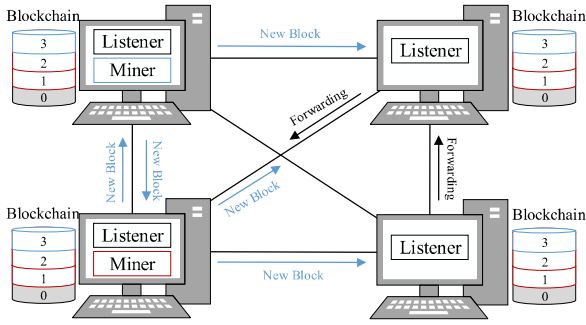 Blockchain
3
2
1
0
Listener
Miner
New Block
Listener
Blockchain
3
2
1
0
Forwarding
New Block
New Block
Forwarding
New Block
Blockchain
3
2
1
0
Listener
Miner
New Block
Listener
Blockchain
3
2
1
0